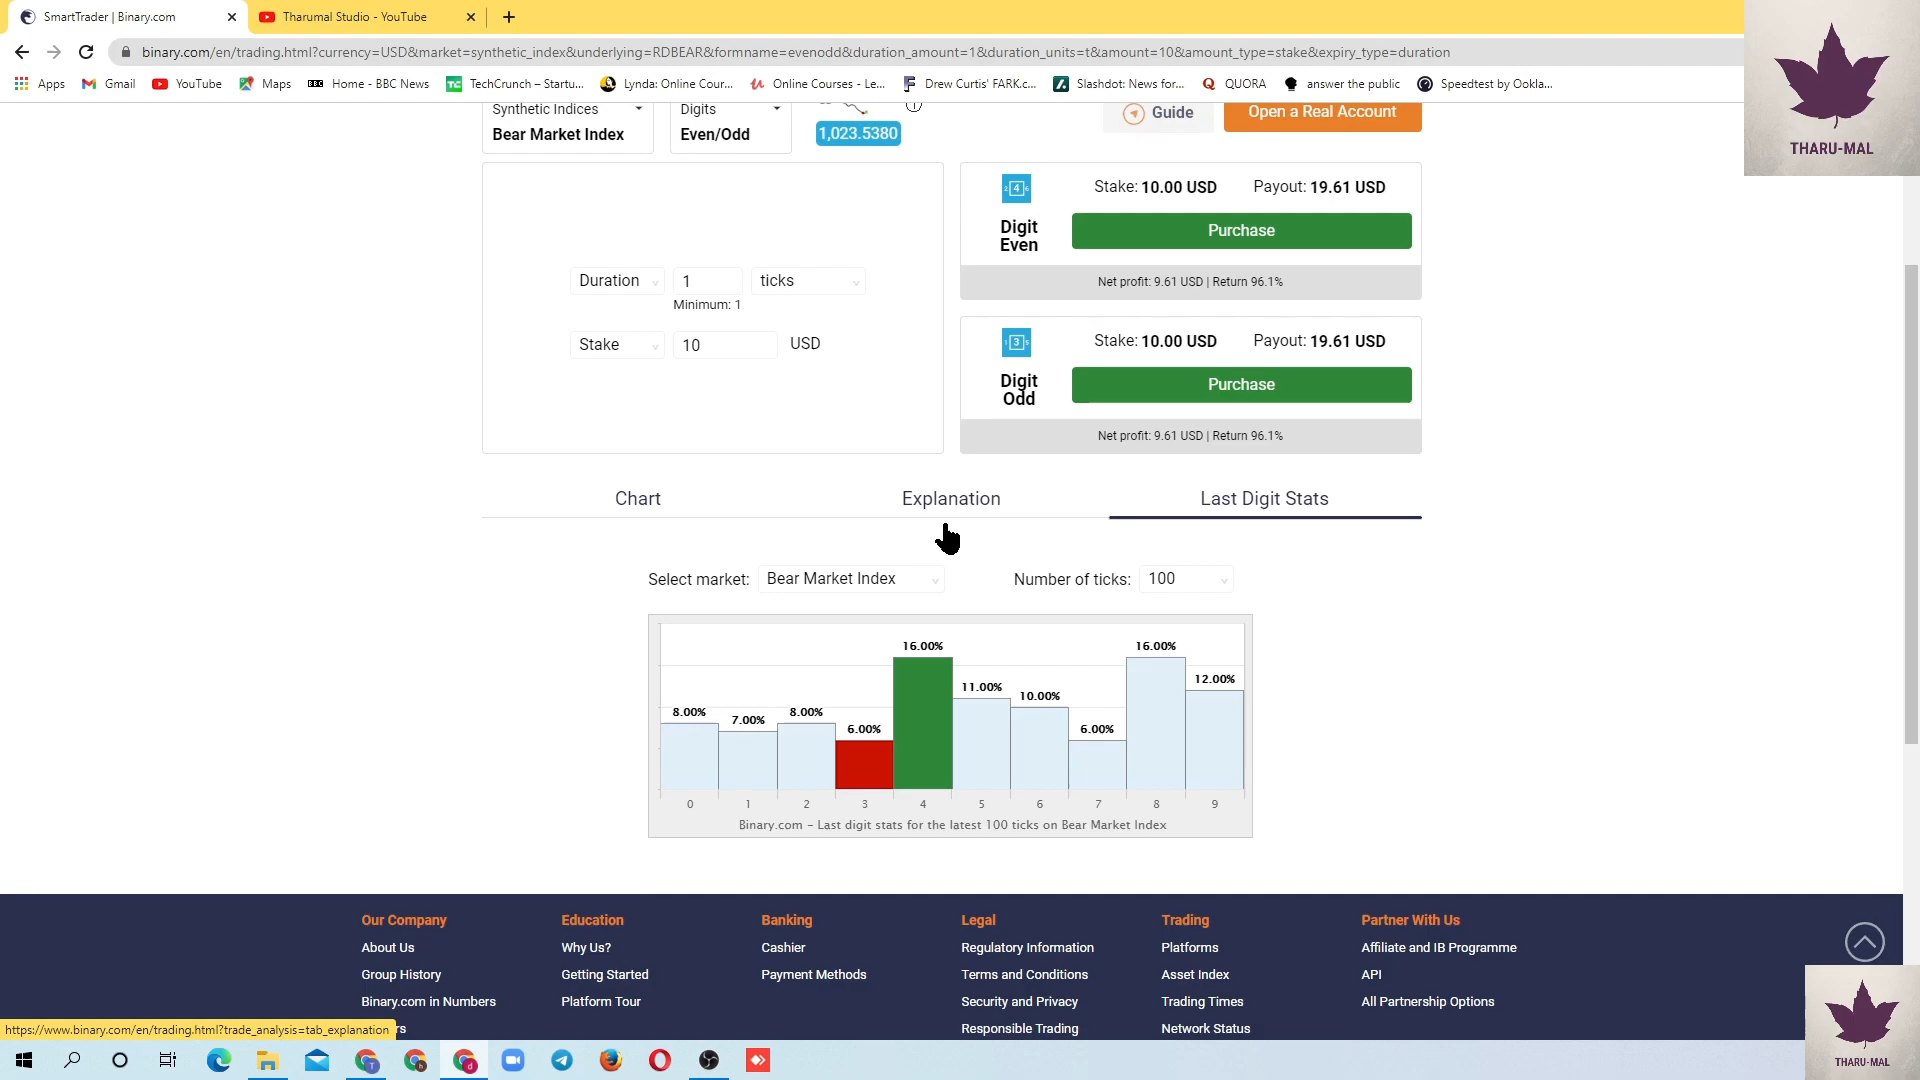 SmartTrader | Binary.com
Tharumal Studio - YouTube
binary.com/en/trading.html?currency=USD&market=synthetic_index&underlying=RDBEAR&formname=evenodd&duration_amount=1&duration_units=t&amount=10&amount_type=stake&expiry_type=duration
Apps Gmail YouTube Maps Home - BBC News TechCrunch – Startu... Lynda: Online Cour... Online Courses - Le... Drew Curtis' FARK.c... Slashdot: News for... QUORA answer the public Speedtest by Ookla...
THARU-MAL
Synthetic Indices Digits
Bear Market Index Even/Odd 1,023.5380
Guide Open a Real Account
Duration 1 ticks
Minimum: 1
Stake 10 USD
Stake: 10.00 USD Payout: 19.61 USD
4
Digit Even
Purchase
Net profit: 9.61 USD | Return 96.1%
Stake: 10.00 USD Payout: 19.61 USD
3
Digit Odd
Purchase
Net profit: 9.61 USD | Return 96.1%
Chart Explanation Last Digit Stats
Select market: Bear Market Index Number of ticks: 100
8.00% 7.00% 8.00% 6.00% 16.00% 11.00% 10.00% 6.00% 16.00% 12.00%
0 1 2 3 4 5 6 7 8 9
Binary.com – Last digit stats for the latest 100 ticks on Bear Market Index
Our Company Education Banking Legal Trading Partner With Us
About Us Why Us? Cashier Regulatory Information Platforms Affiliate and IB Programme
Group History Getting Started Payment Methods Terms and Conditions Asset Index API
Binary.com in Numbers Platform Tour Security and Privacy Trading Times All Partnership Options
Responsible Trading Network Status
https://www.binary.com/en/trading.html?trade_analysis=tab_explanation
THARU-MAL